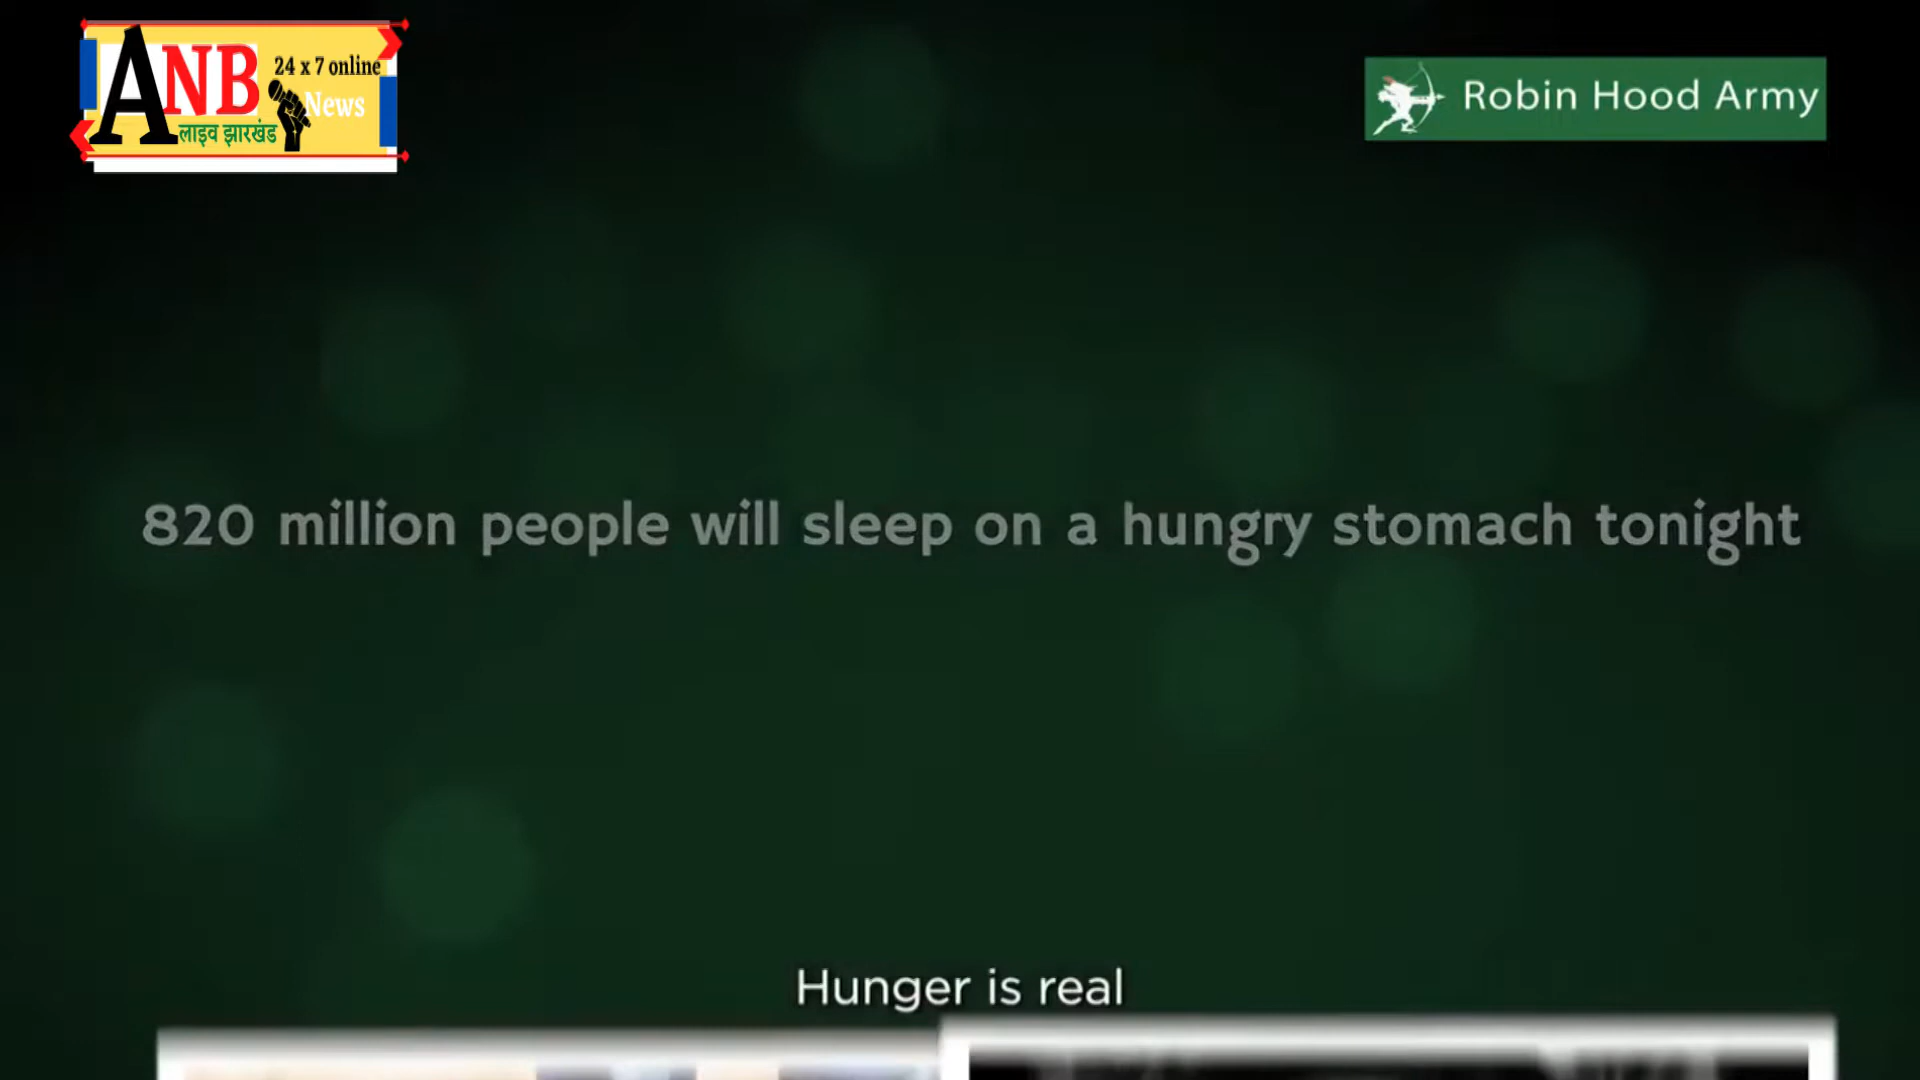 ANB
24 x 7 online
News
लाइव झारखंड
Robin Hood Army
820 million people will sleep on a hungry stomach tonight
Hunger is real